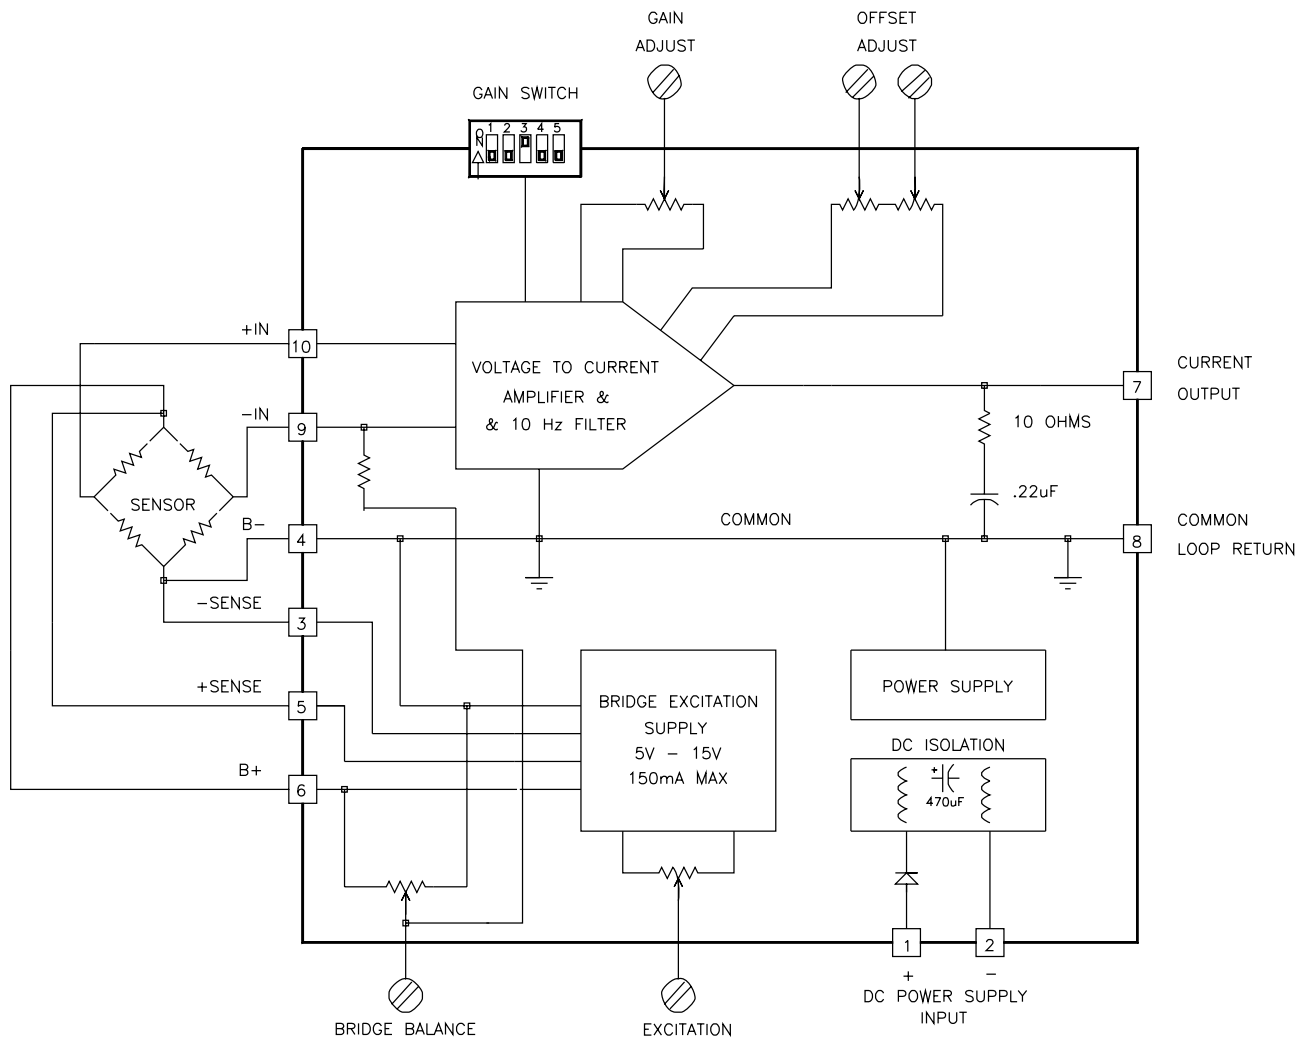 GAIN
ADJUST
OFFSET
ADJUST
GAIN SWITCH
ON
1 2 3 4 5
+IN
10
VOLTAGE TO CURRENT
AMPLIFIER &
& 10 Hz FILTER
CURRENT
OUTPUT
7
-IN
9
10 OHMS
.22uF
SENSOR
B-
4
COMMON
8
COMMON
LOOP RETURN
-SENSE
3
+SENSE
5
BRIDGE EXCITATION
SUPPLY
5V - 15V
150mA MAX
POWER SUPPLY
DC ISOLATION
+
470uF
B+
6
1
2
+
-
DC POWER SUPPLY
INPUT
BRIDGE BALANCE
EXCITATION